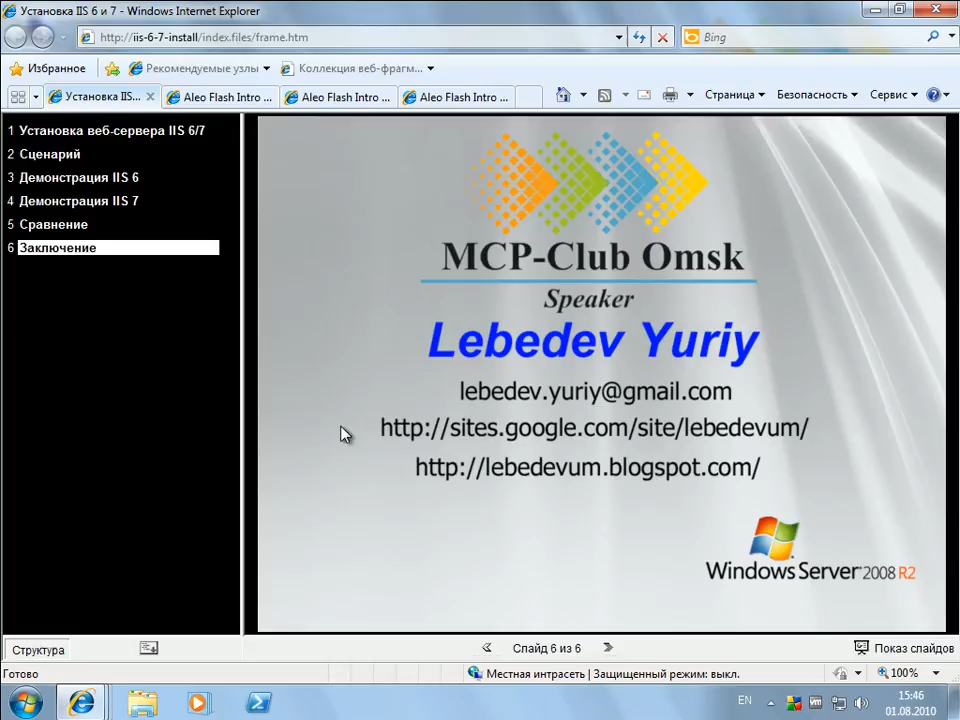 Установка IIS 6 и 7 - Windows Internet Explorer
http://iis-6-7-install/index.files/frame.htm
Bing
Избранное
Рекомендуемые узлы
Коллекция веб-фрагм...
Установка IIS...
Aleo Flash Intro ...
Aleo Flash Intro ...
Aleo Flash Intro ...
Страница
Безопасность
Сервис
1 Установка веб-сервера IIS 6/7
2 Сценарий
3 Демонстрация IIS 6
4 Демонстрация IIS 7
5 Сравнение
6 Заключение
MCP-Club Omsk
Speaker
Lebedev Yuriy
lebedev.yuriy@gmail.com
http://sites.google.com/site/lebedevum/
http://lebedevum.blogspot.com/
Windows Server 2008 R2
Структура
Слайд 6 из 6
Показ слайдов
Готово
Местная интрасеть | Защищенный режим: выкл.
100%
EN
15:46
01.08.2010